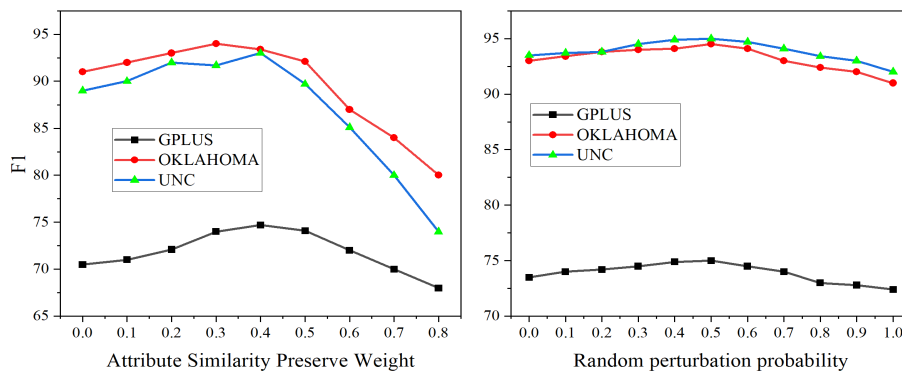 F1
95
90
85
80
75
70
65
GPLUS
OKLAHOMA
UNC
0.0 0.1 0.2 0.3 0.4 0.5 0.6 0.7 0.8
Attribute Similarity Preserve Weight
95
90
85
80
75
70
GPLUS
OKLAHOMA
UNC
0.0 0.1 0.2 0.3 0.4 0.5 0.6 0.7 0.8 0.9 1.0
Random perturbation probability